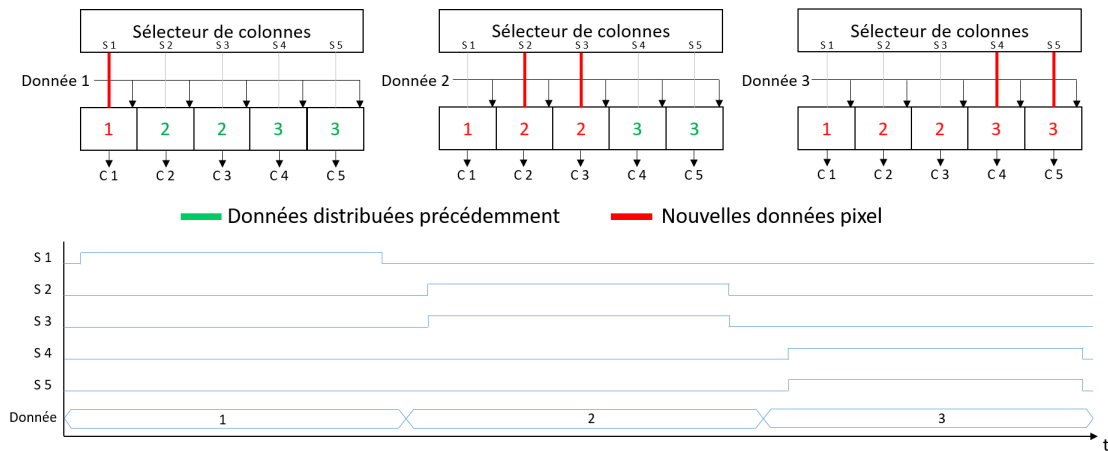 Sélecteur de colonnes
S 1 S 2 S 3 S 4 S 5
Donnée 1
1 2 2 3 3
C 1 C 2 C 3 C 4 C 5
Sélecteur de colonnes
S 1 S 2 S 3 S 4 S 5
Donnée 2
1 2 2 3 3
C 1 C 2 C 3 C 4 C 5
Sélecteur de colonnes
S 1 S 2 S 3 S 4 S 5
Donnée 3
1 2 2 3 3
C 1 C 2 C 3 C 4 C 5
Données distribuées précédemment
Nouvelles données pixel
S 1
S 2
S 3
S 4
S 5
Donnée 1 2 3
t